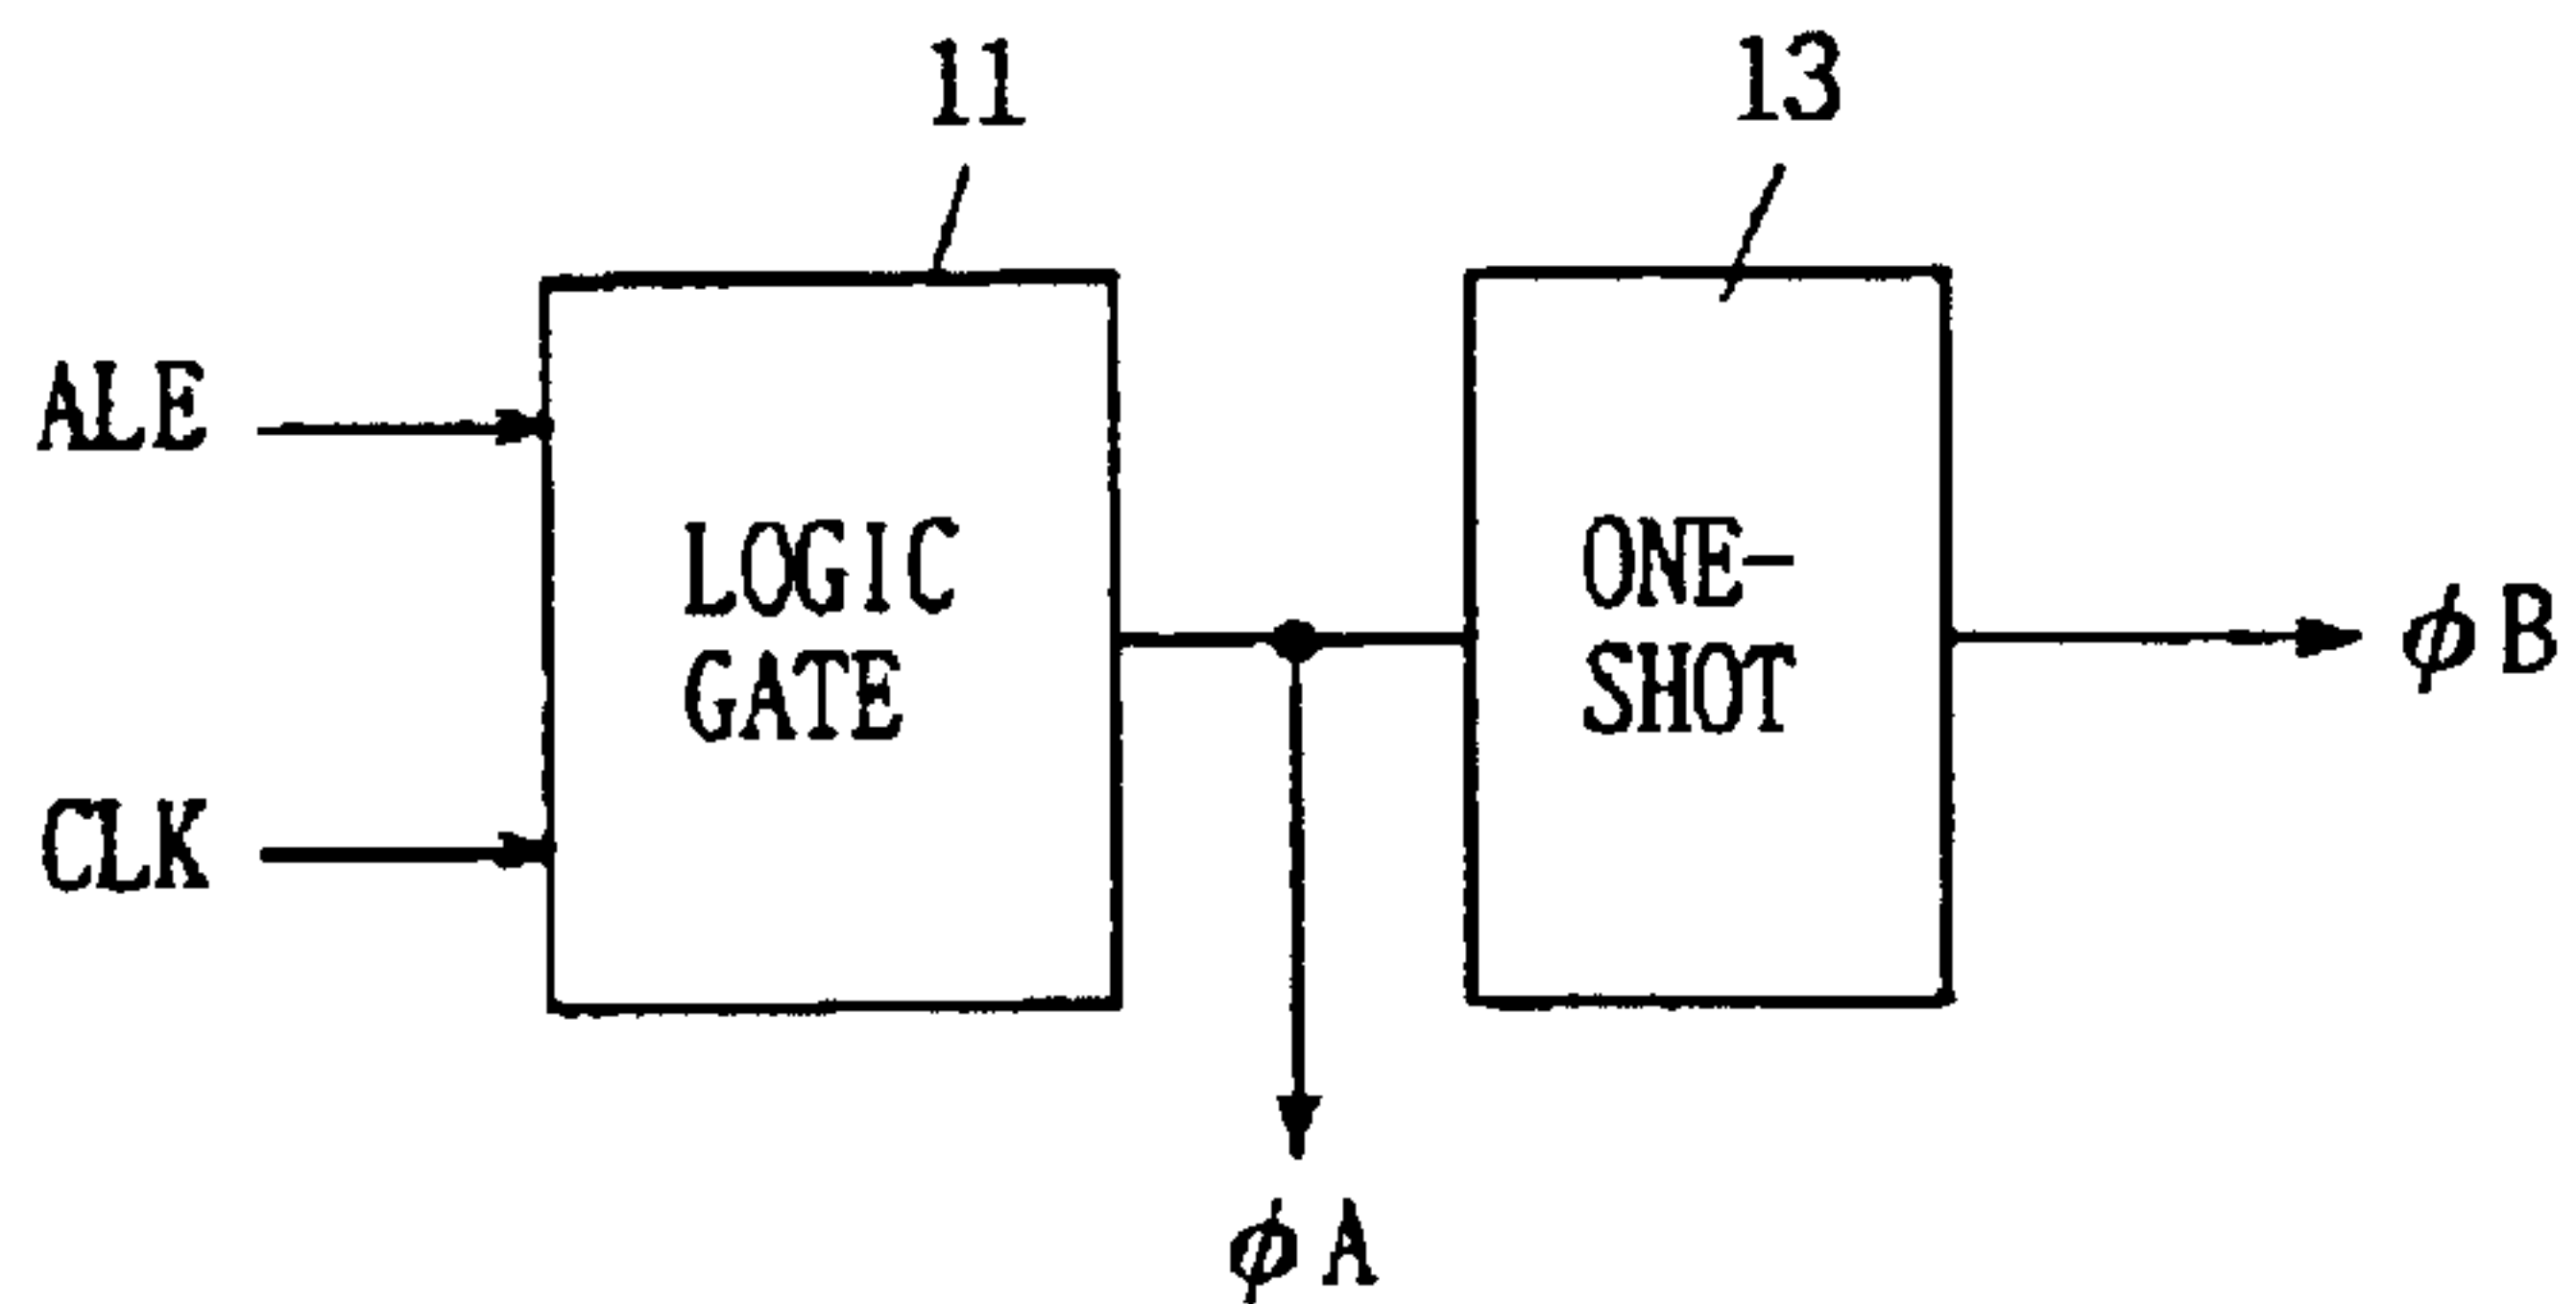 11
13
ALE
LOGIC
GATE
ONE-
SHOT
CLK
ϕB
ϕA